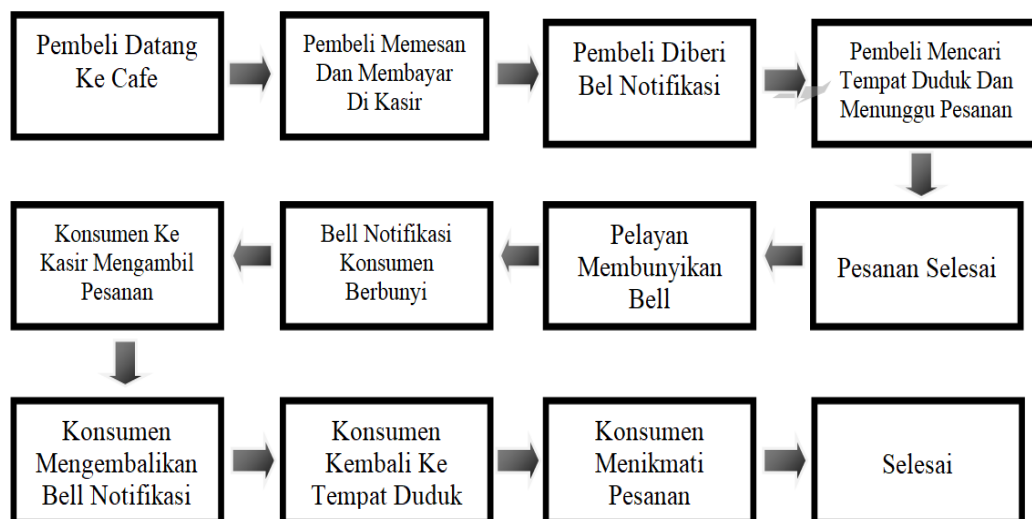 Pembeli Datang
Ke Cafe
Pembeli Memesan
Dan Membayar
Di Kasir
Pembeli Diberi
Bel Notifikasi
Pembeli Mencari
Tempat Duduk Dan
Menunggu Pesanan
Pesanan Selesai
Pelayan
Membunyikan
Bell
Bell Notifikasi
Konsumen
Berbunyi
Konsumen Ke
Kasir Mengambil
Pesanan
Konsumen
Mengembalikan
Bell Notifikasi
Konsumen
Kembali Ke
Tempat Duduk
Konsumen
Menikmati
Pesanan
Selesai